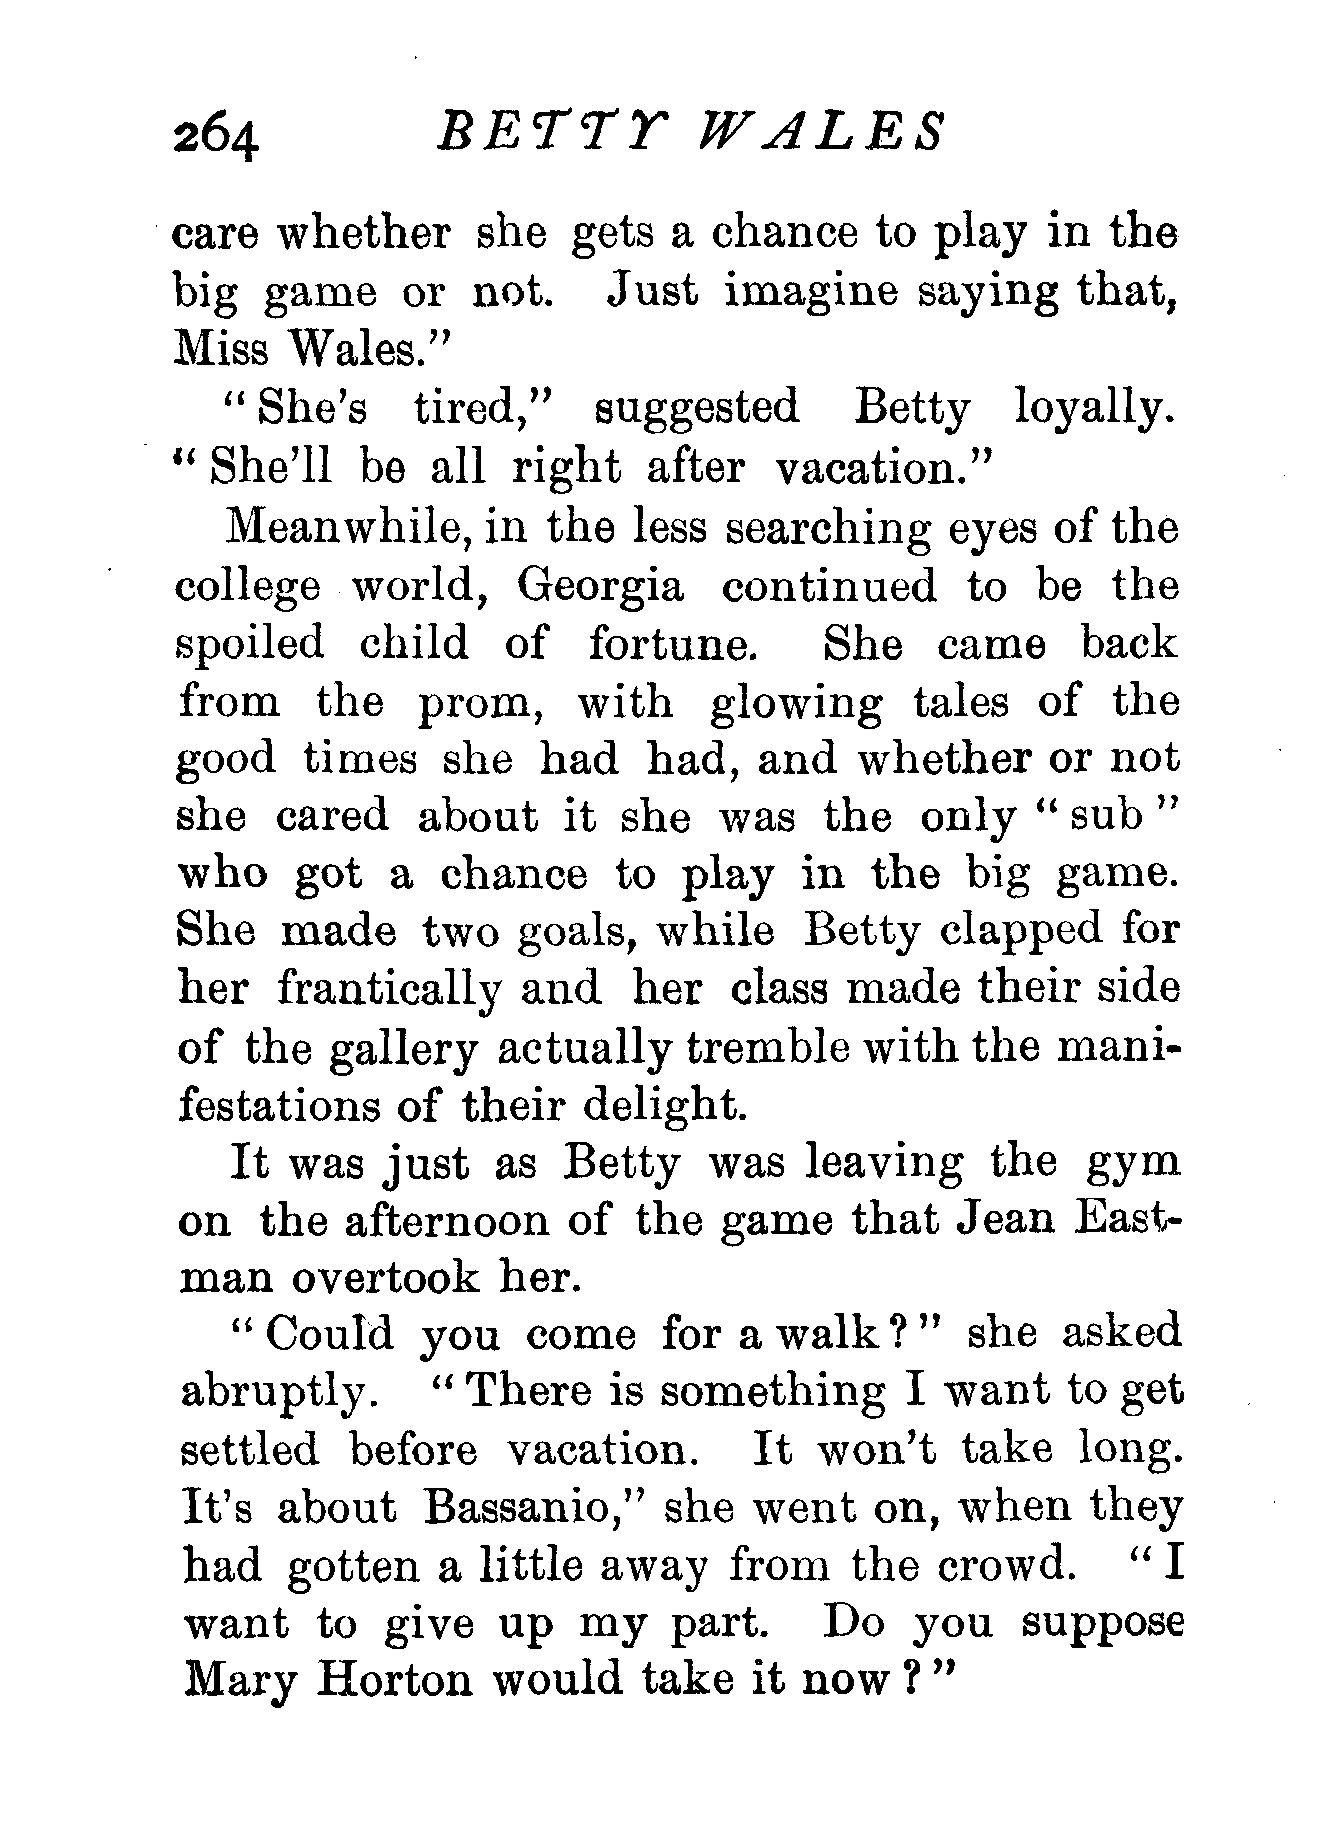 264 BETTY WALES
care whether she gets a chance to play in the
big game or not. Just imagine saying that,
Miss Wales."
"She's tired," suggested Betty loyally.
"She'll be all right after vacation."
Meanwhile, in the less searching eyes of the
college world, Georgia continued to be the
spoiled child of fortune. She came back
from the prom, with glowing tales of the
good times she had had, and whether or not
she cared about it she was the only "sub"
who got a chance to play in the big game.
She made two goals, while Betty clapped for
her frantically and her class made their side
of the gallery actually tremble with the mani-
festations of their delight.
It was just as Betty was leaving the gym
on the afternoon of the game that Jean East-
man overtook her.
"Could you come for a walk?" she asked
abruptly. "There is something I want to get
settled before vacation. It won't take long.
It's about Bassanio," she went on, when they
had gotten a little away from the crowd. "I
want to give up my part. Do you suppose
Mary Horton would take it now?"